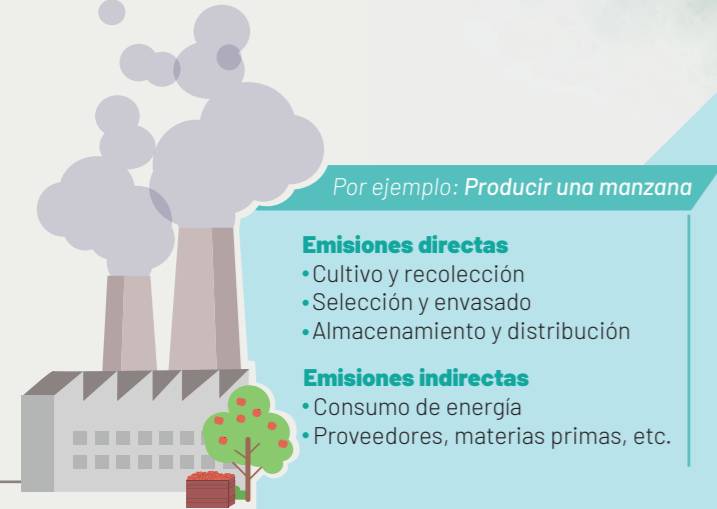 Por ejemplo: Producir una manzana
Emisiones directas
• Cultivo y recolección
• Selección y envasado
• Almacenamiento y distribución
Emisiones indirectas
• Consumo de energía
• Proveedores, materias primas, etc.